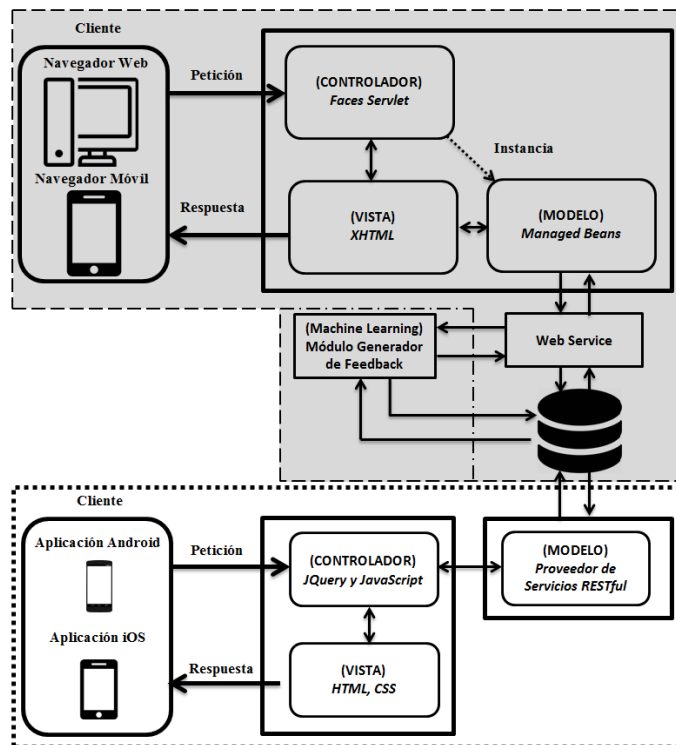 Cliente
Navegador Web
Navegador Móvil
Petición
Respuesta
(CONTROLADOR)
Faces Servlet
Instancia
(VISTA)
XHTML
(MODELO)
Managed Beans
(Machine Learning)
Módulo Generador
de Feedback
Web Service
Cliente
Aplicación Android
Aplicación iOS
Petición
Respuesta
(CONTROLADOR)
JQuery y JavaScript
(VISTA)
HTML, CSS
(MODELO)
Proveedor de
Servicios RESTful